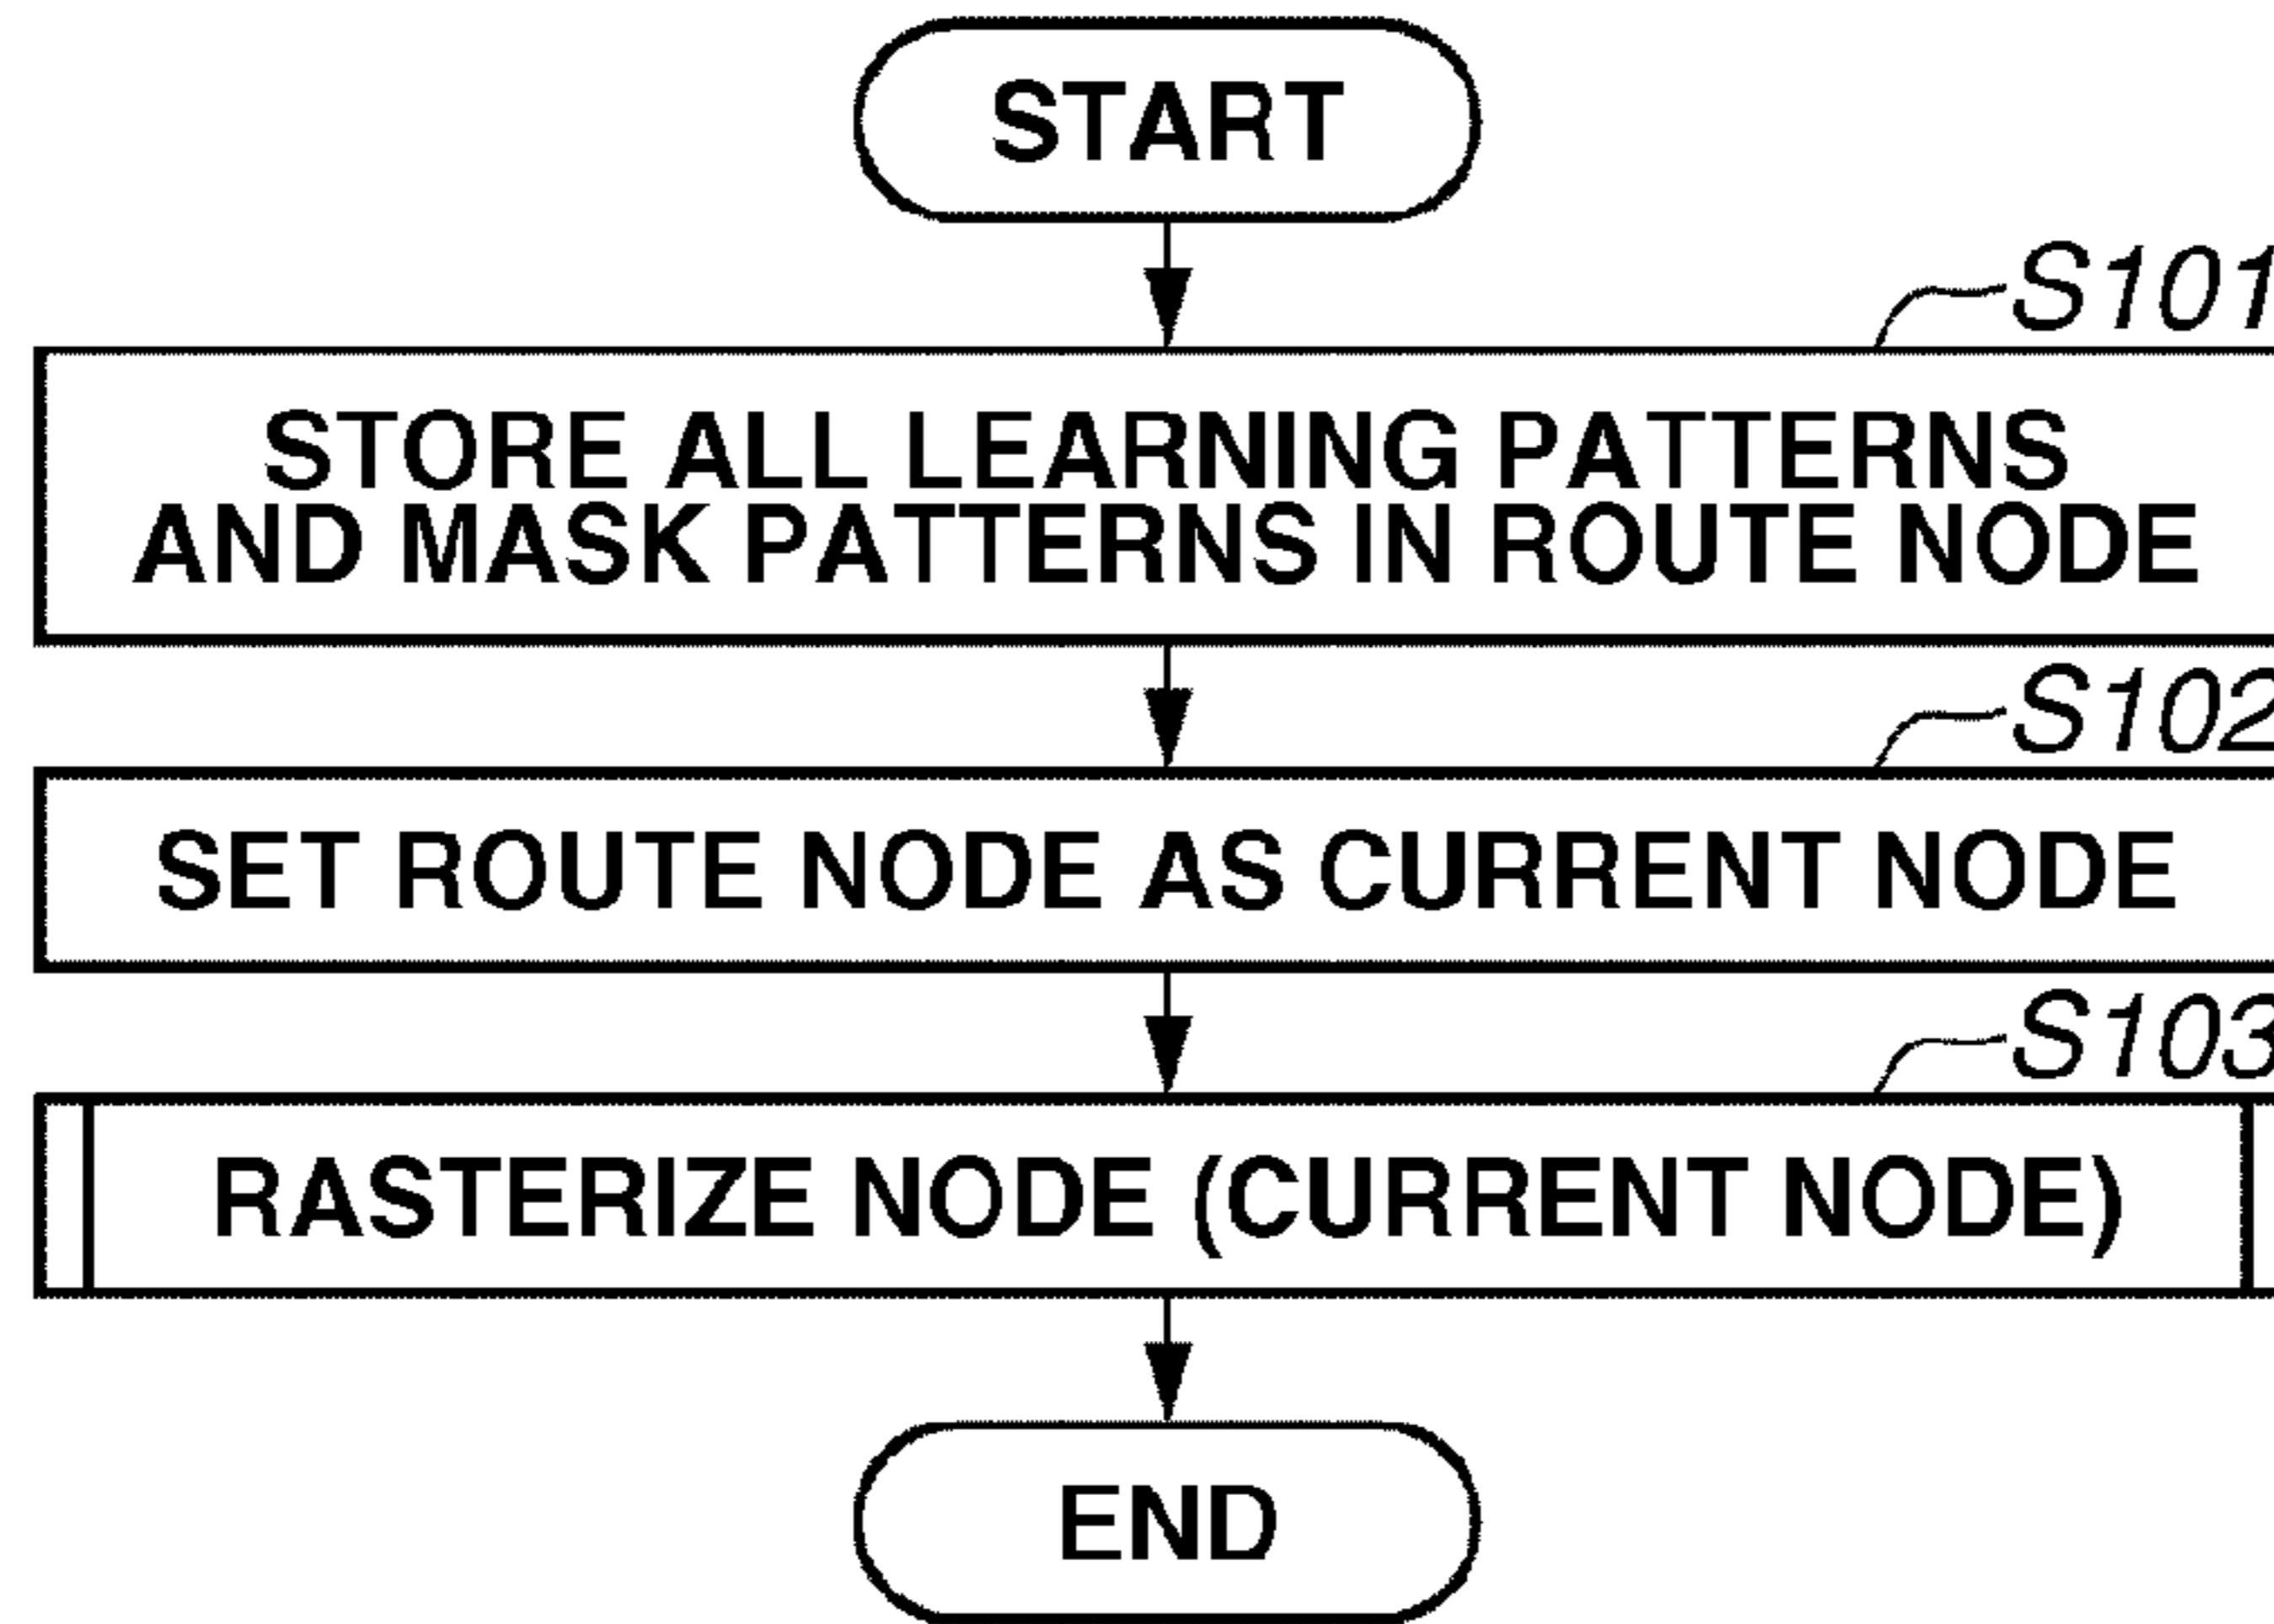 START
S101
STORE ALL LEARNING PATTERNS
AND MASK PATTERNS IN ROUTE NODE
S102
SET ROUTE NODE AS CURRENT NODE
S103
RASTERIZE NODE (CURRENT NODE)
END